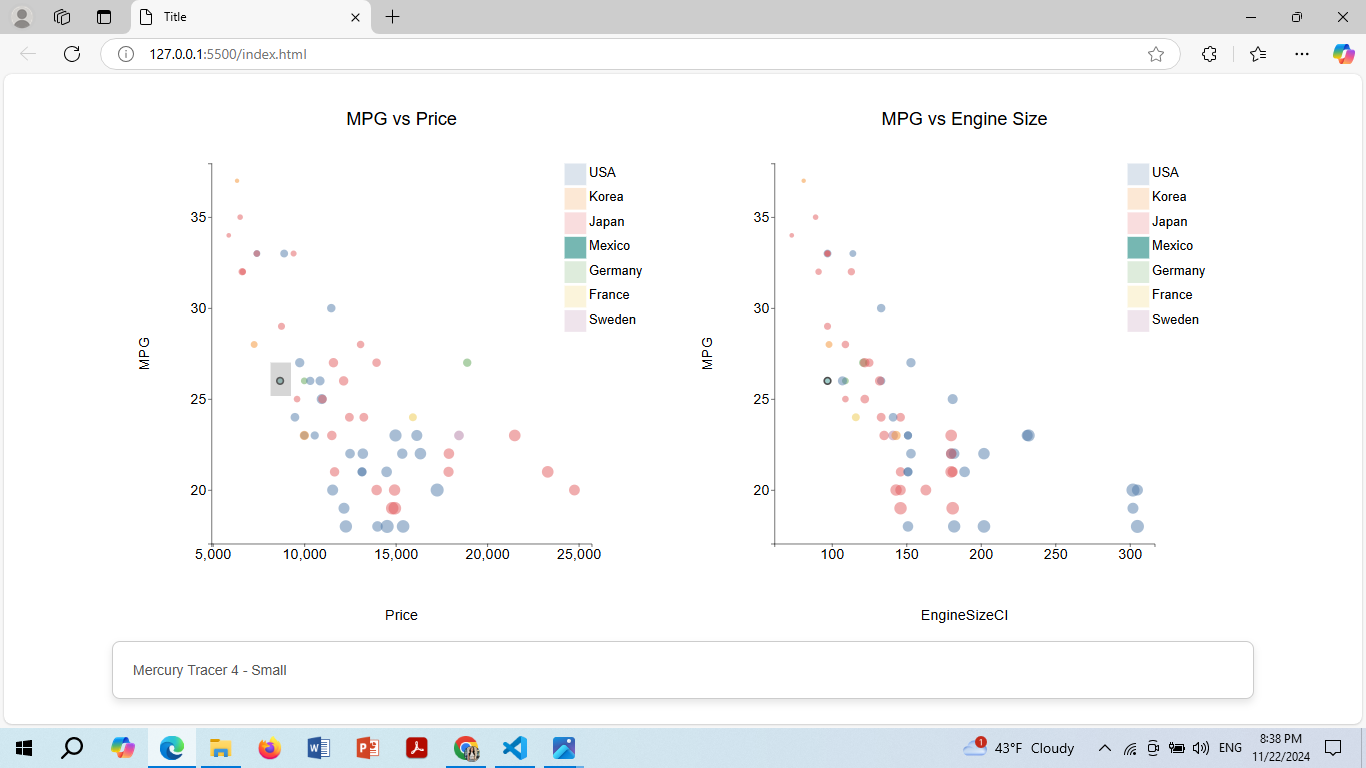 Title
127.0.0.1:5500/index.html
MPG vs Price
MPG
35
30
25
20
5,000 10,000 15,000 20,000 25,000
Price
USA
Korea
Japan
Mexico
Germany
France
Sweden
MPG vs Engine Size
MPG
35
30
25
20
100 150 200 250 300
EngineSizeCI
USA
Korea
Japan
Mexico
Germany
France
Sweden
Mercury Tracer 4 - Small
1
43°F Cloudy
ENG
8:38 PM
11/22/2024